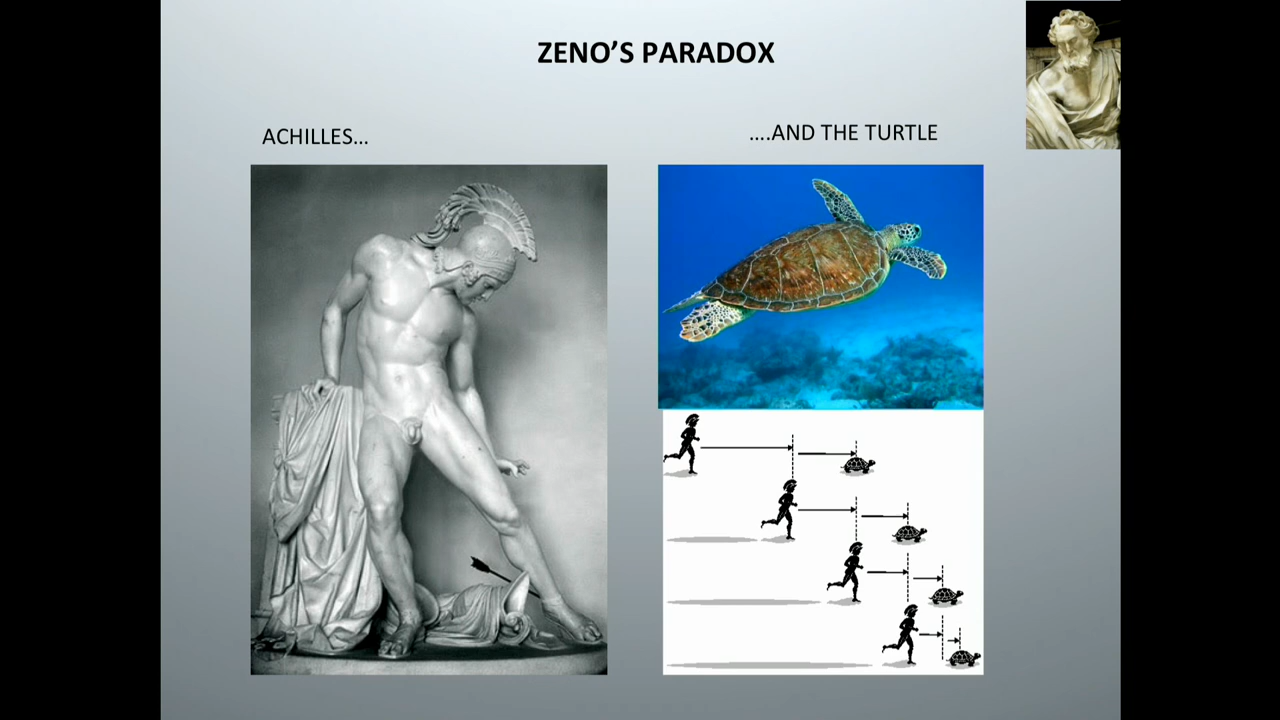 ZENO’S PARADOX
ACHILLES…
….AND THE TURTLE